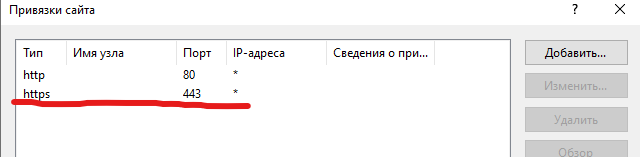 Привязки сайта ? ×
Тип Имя узла Порт IP-адреса Сведения о при... Добавить...
http 80 *
Изменить...
https 443 *
Удалить
Обзор